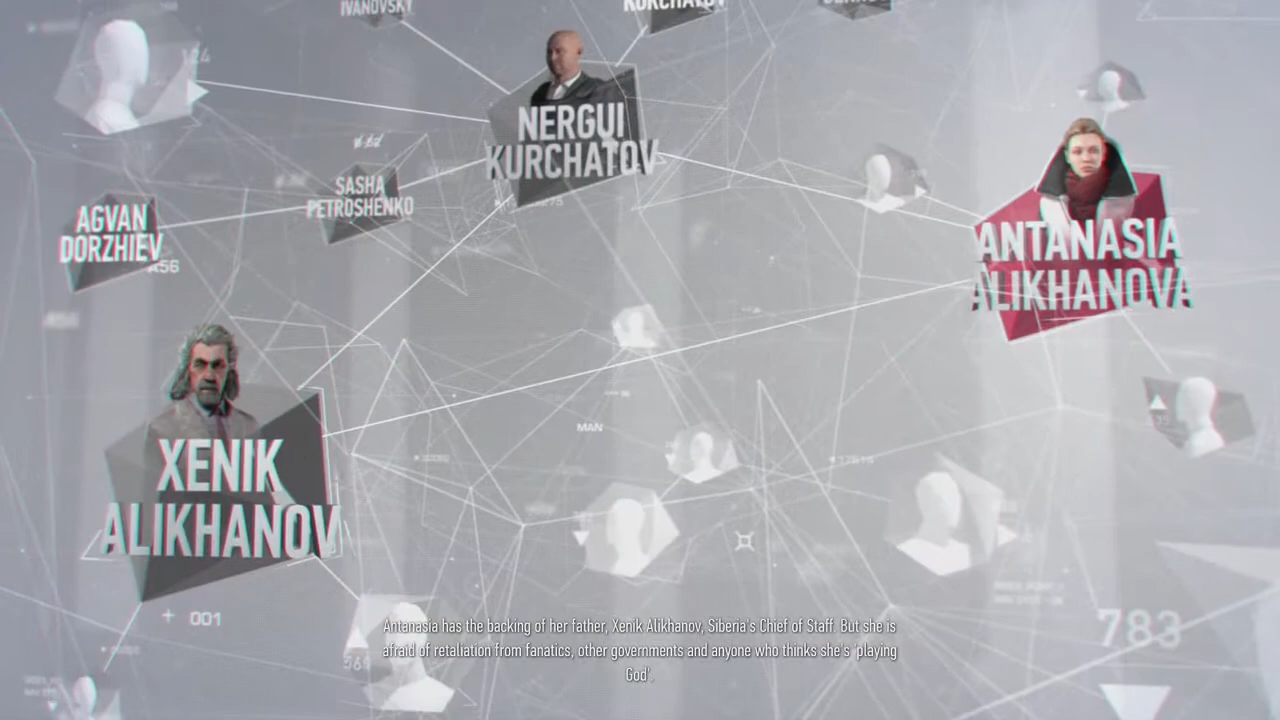 IVANOVSKY
KURCHATOV
124
NERGUI
KURCHATOV
SASHA
PETROSHENKO
AGVAN
DORZHIEV
A56
ANTANASIA
ALIKHANOVA
MAN
XENIK
ALIKHANOV
+ 001
783
Antanasia has the backing of her father, Xenik Alikhanov, Siberia's Chief of Staff. But she is
afraid of retaliation from fanatics, other governments and anyone who thinks she's 'playing
God'.